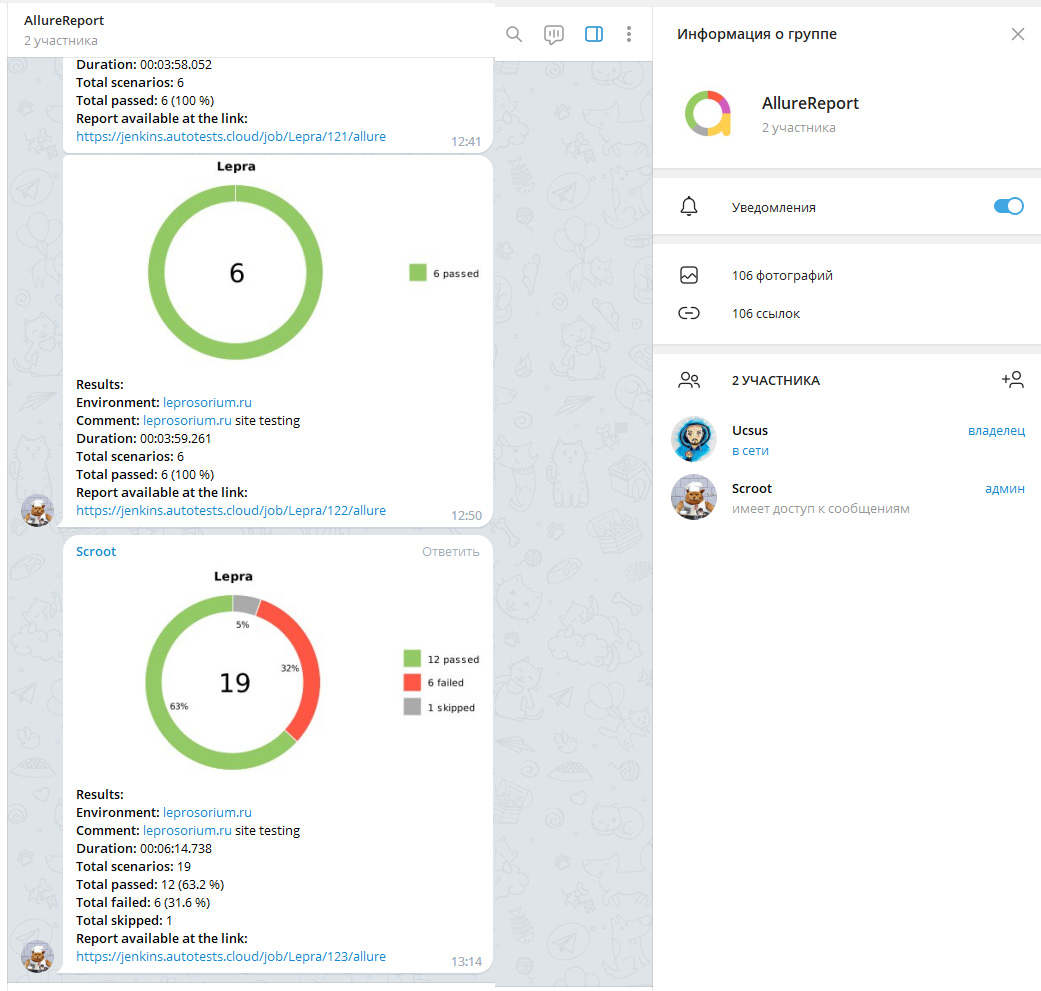 AllureReport
2 участника
Duration: 00:03:58.052
Total scenarios: 6
Total passed: 6 (100 %)
Report available at the link:
https://jenkins.autotests.cloud/job/Lepra/121/allure
12:41
Lepra
6
6 passed
Results:
Environment: leprosorium.ru
Comment: leprosorium.ru site testing
Duration: 00:03:59.261
Total scenarios: 6
Total passed: 6 (100 %)
Report available at the link:
https://jenkins.autotests.cloud/job/Lepra/122/allure
12:50
Scroot
Ответить
Lepra
5%
32%
63%
19
12 passed
6 failed
1 skipped
Results:
Environment: leprosorium.ru
Comment: leprosorium.ru site testing
Duration: 00:06:14.738
Total scenarios: 19
Total passed: 12 (63.2 %)
Total failed: 6 (31.6 %)
Total skipped: 1
Report available at the link:
https://jenkins.autotests.cloud/job/Lepra/123/allure
13:14
Информация о группе
AllureReport
2 участника
Уведомления
106 фотографий
106 ссылок
2 УЧАСТНИКА
Ucsus
владелец
в сети
Scroot
админ
имеет доступ к сообщениям